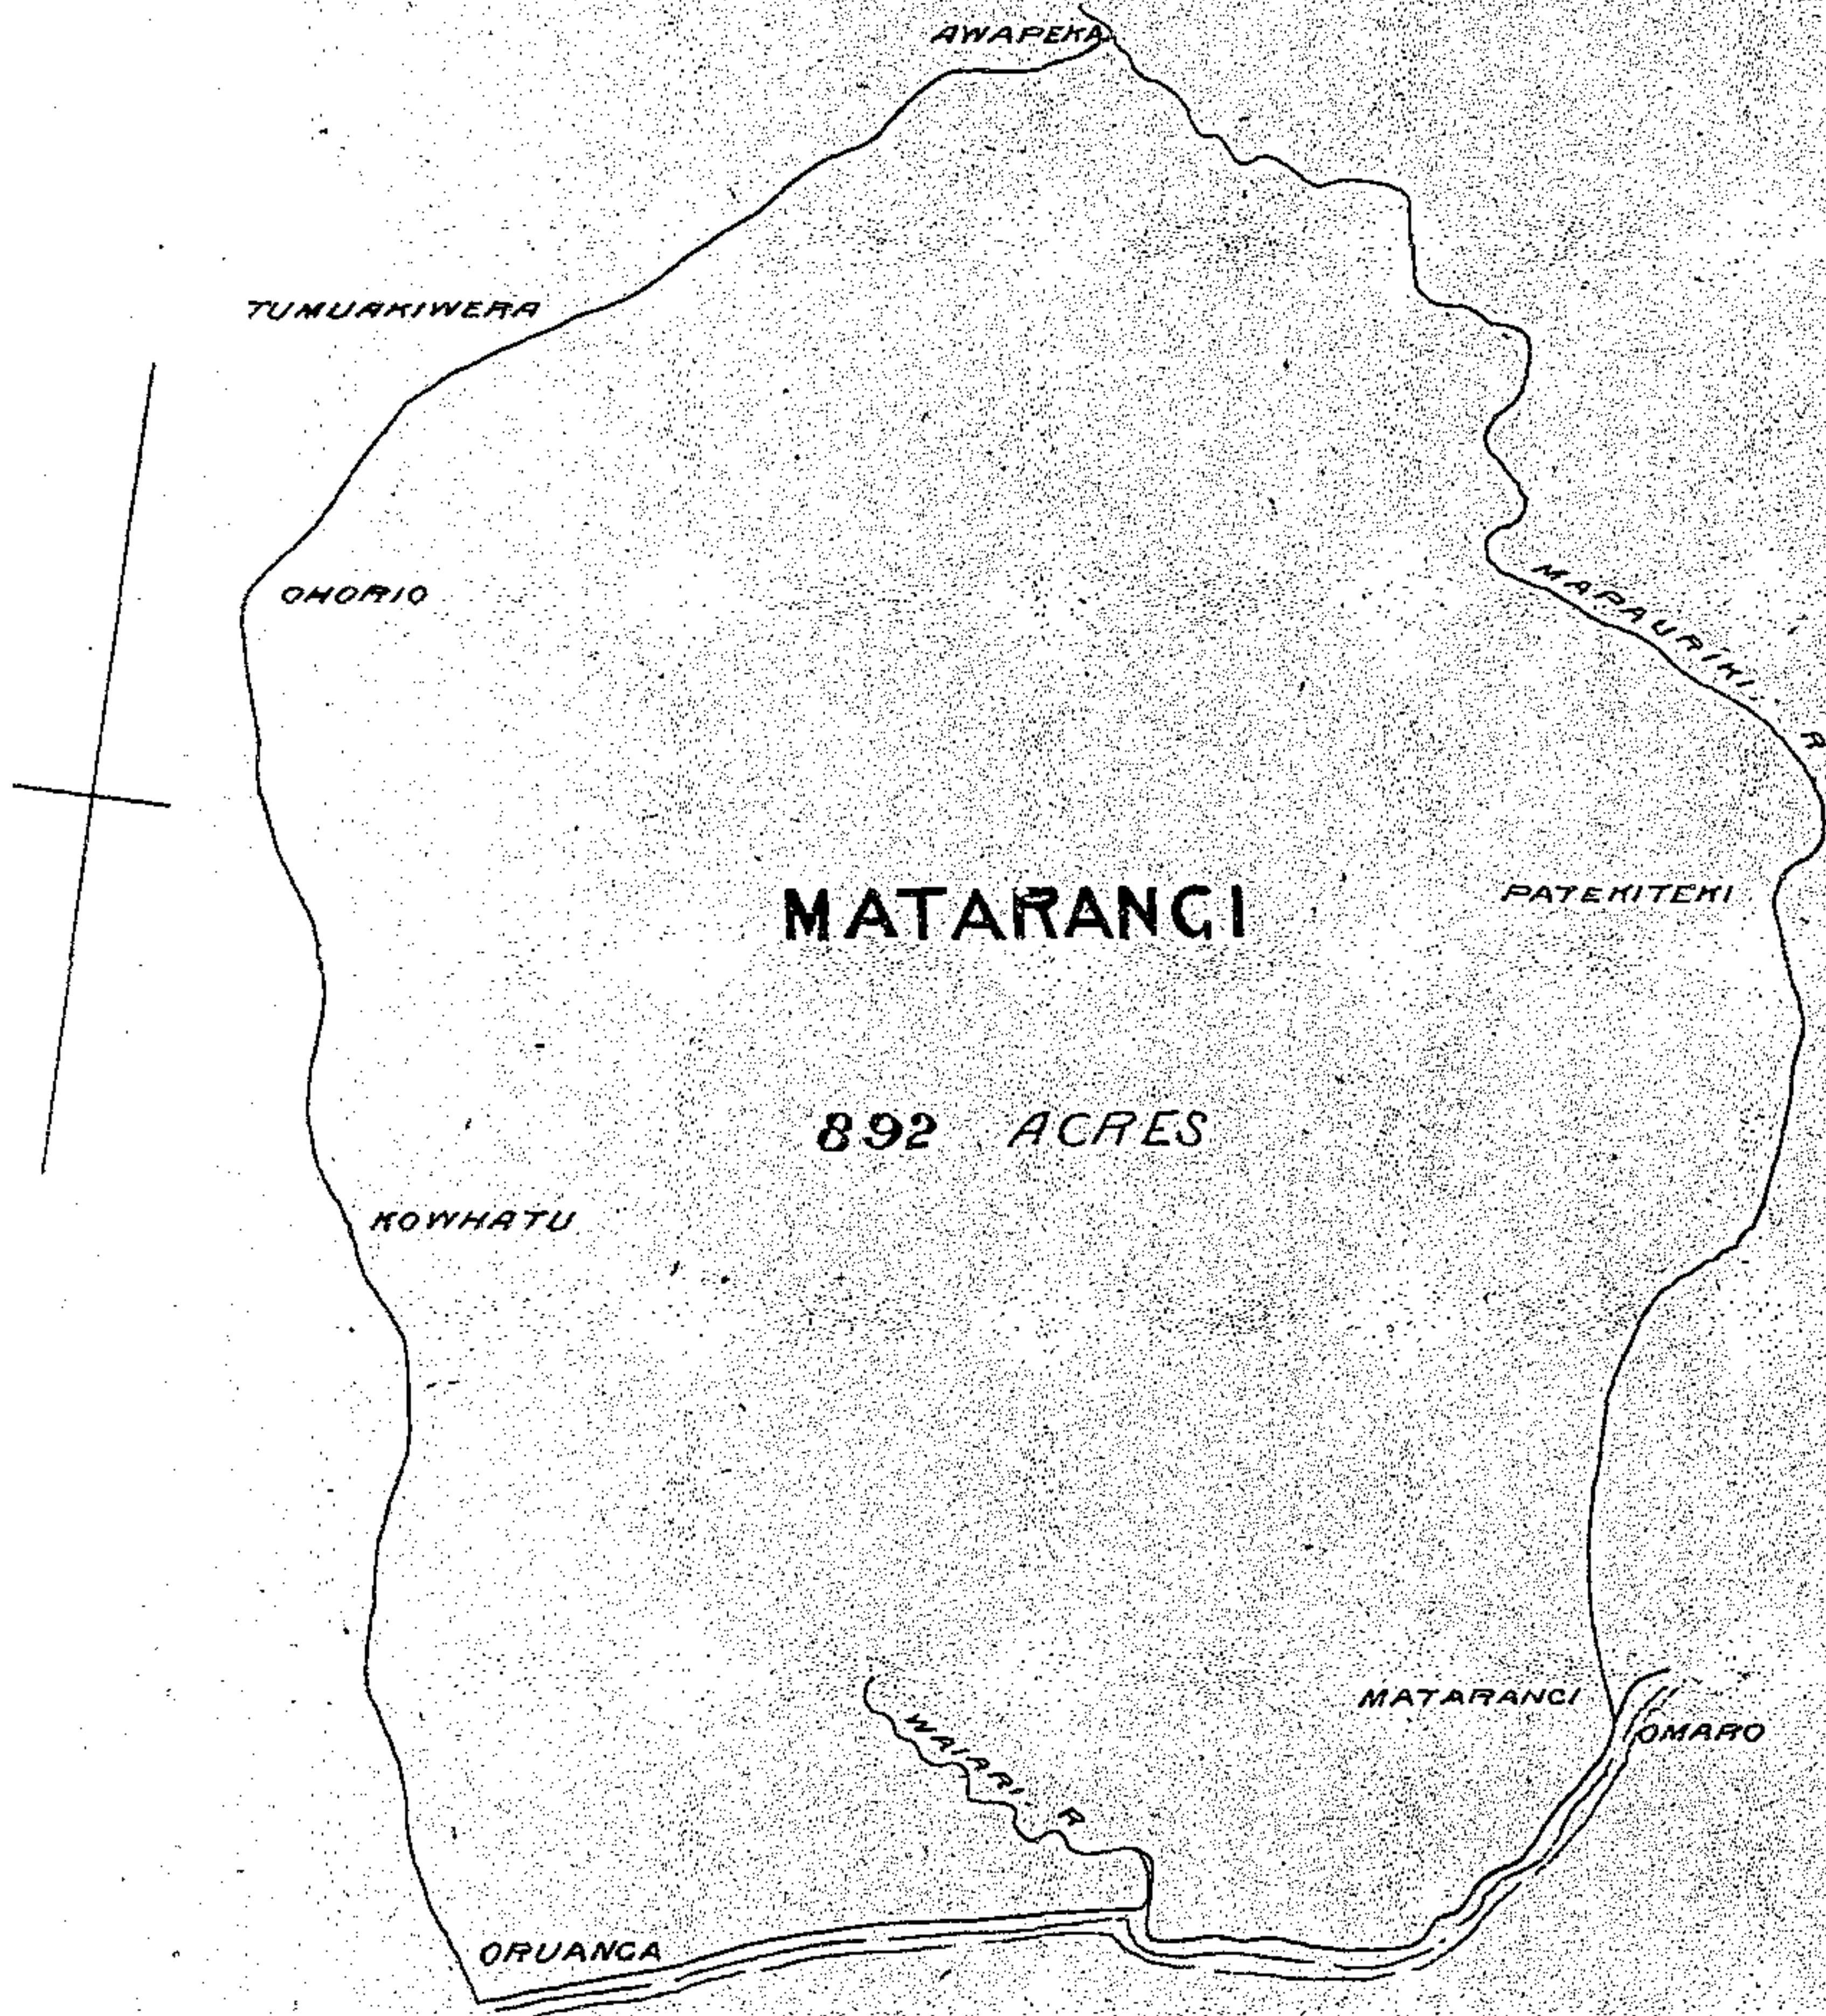 AWAPEKA
TUMUAKIWERA
OHORIO
MAPAURIKI. R
MATARANGI
PATEKITEKI
892 ACRES
KOWHATU
MATARANGI
WAIARI. R
OMARO
ORUANGA